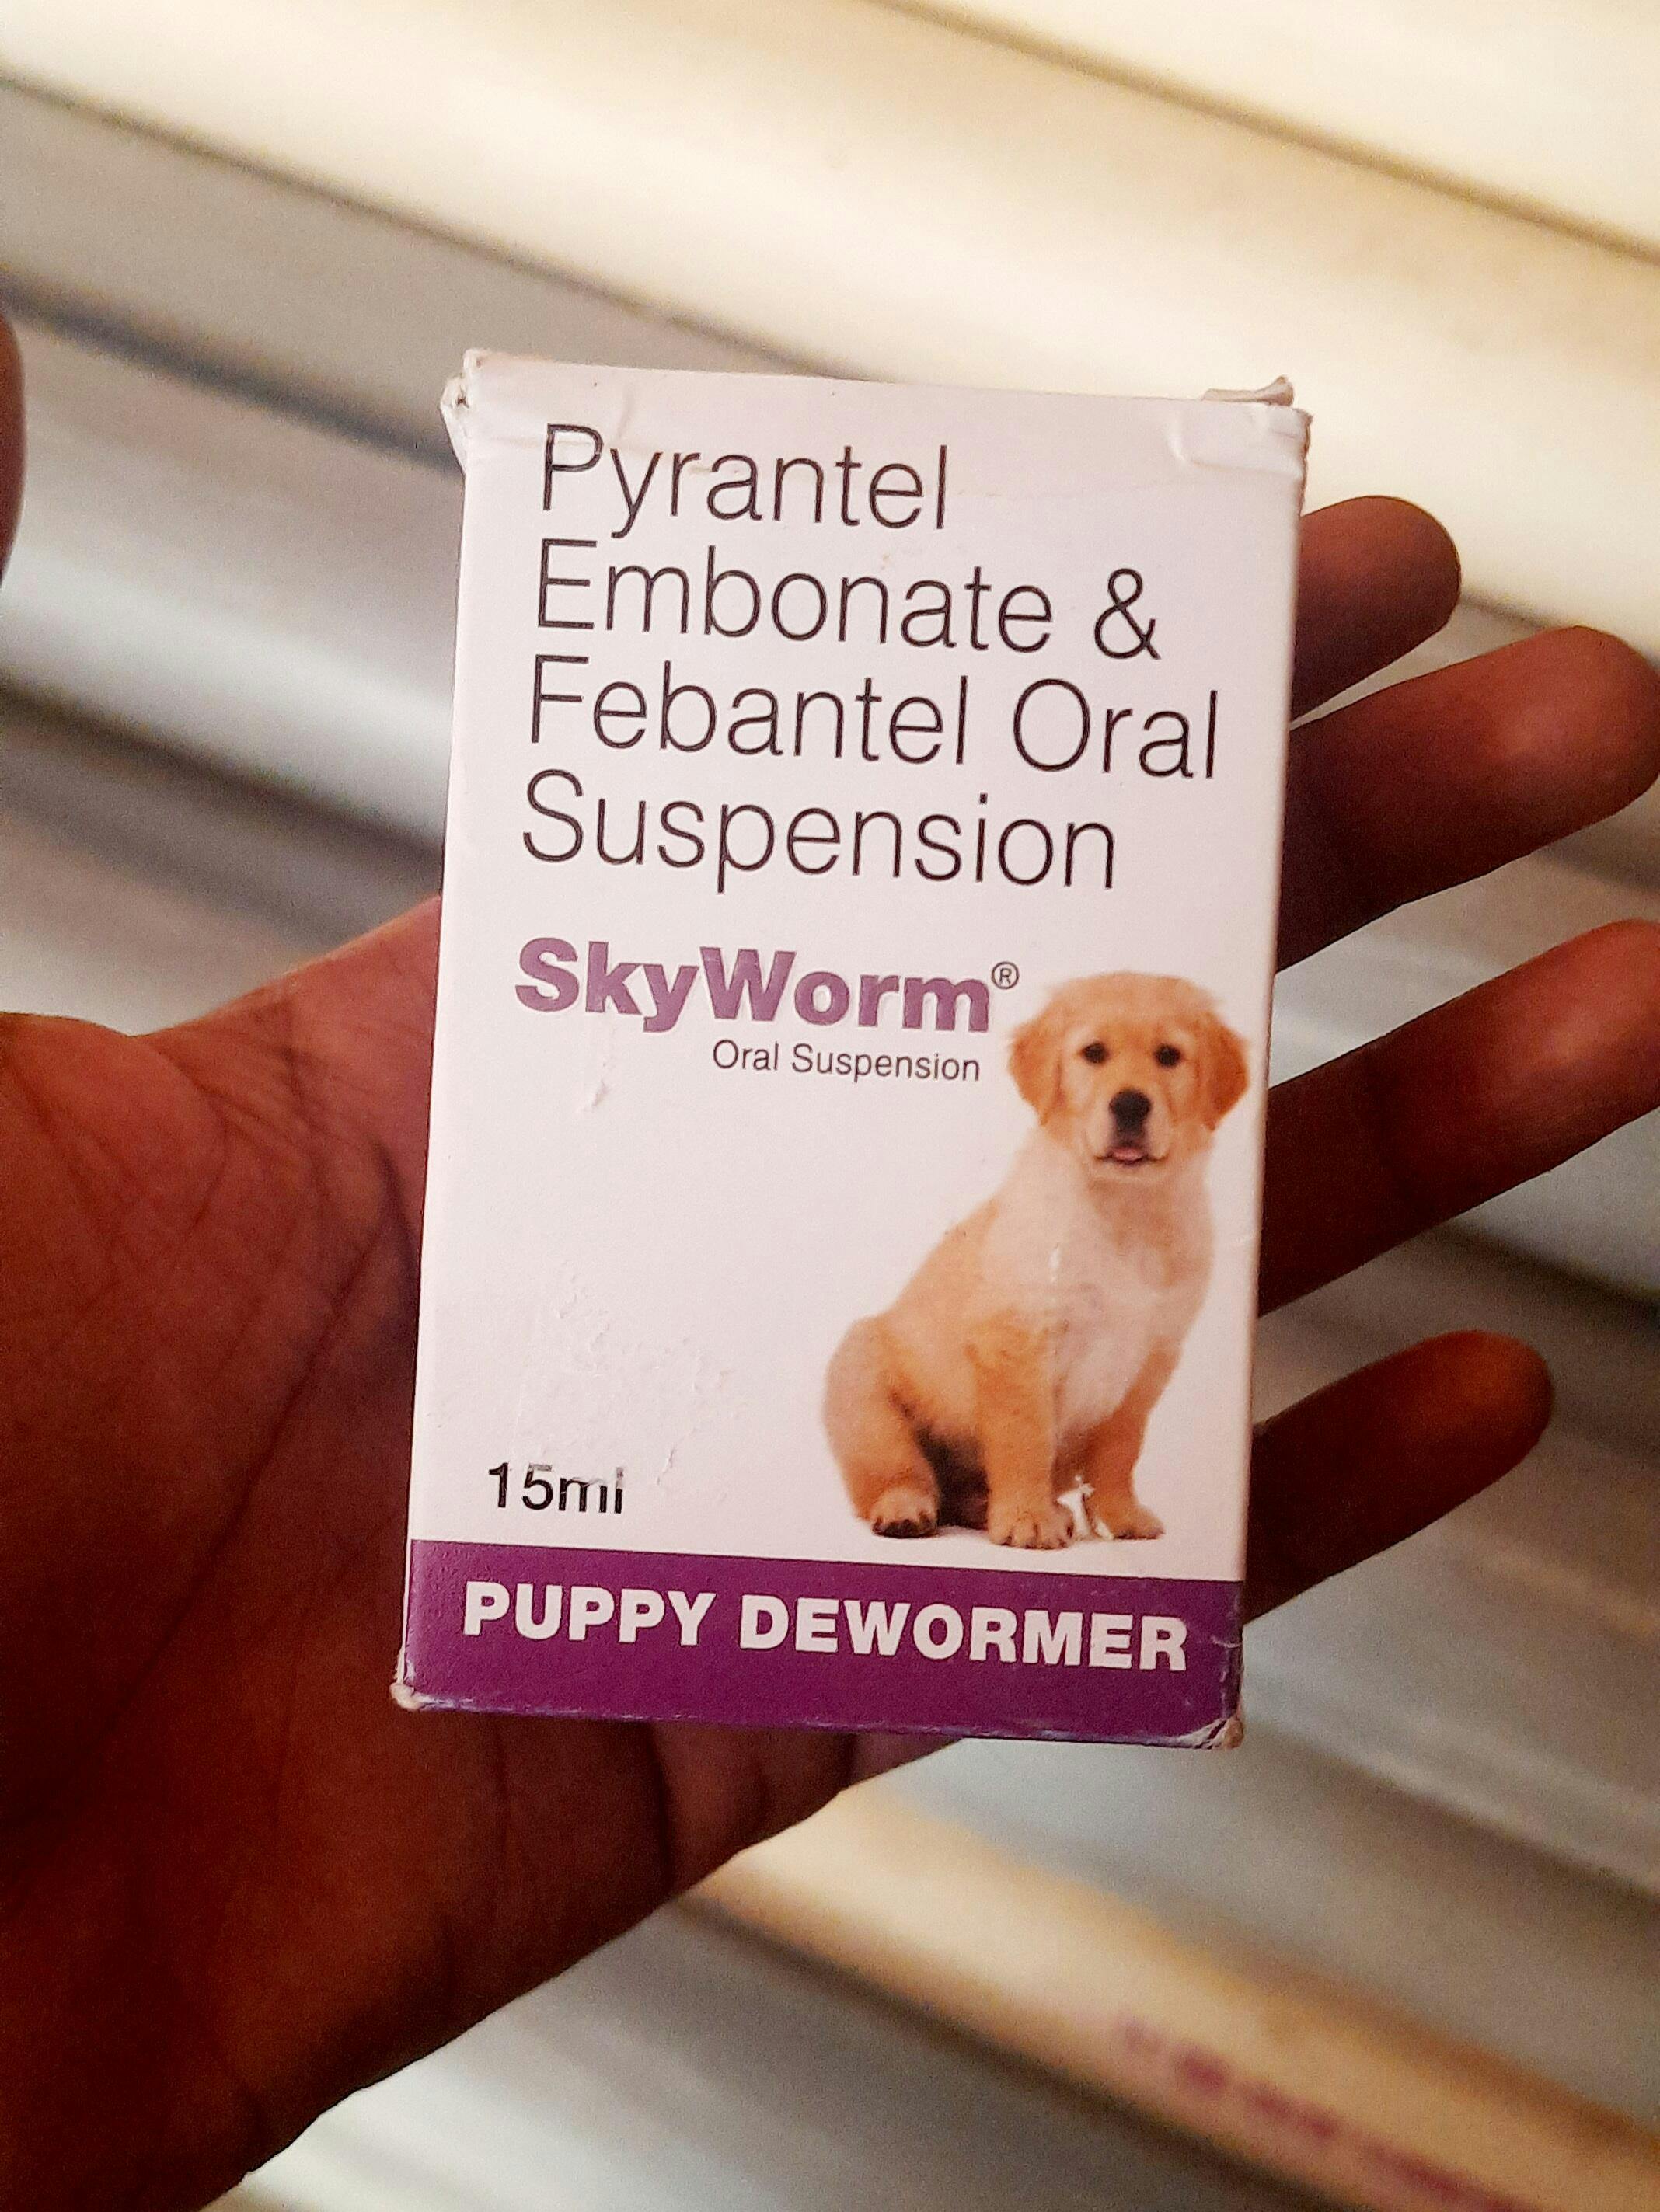 Pyrantel
Embonate &
Febantel Oral
Suspension
SkyWorm®
Oral Suspension
15ml
PUPPY DEWORMER